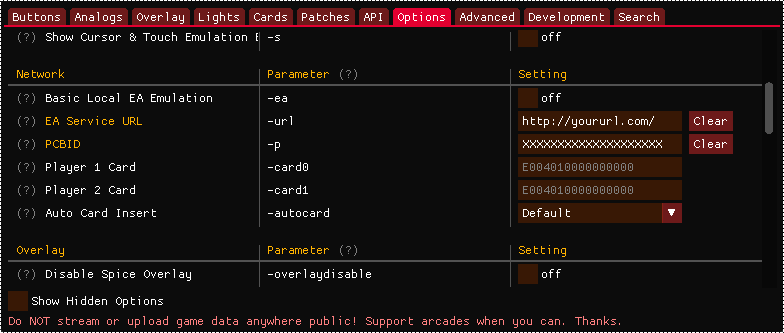 Buttons Analogs Overlay Lights Cards Patches API Options Advanced Development Search
(?) Show Cursor & Touch Emulation E -s off
Network Parameter (?) Setting
(?) Basic Local EA Emulation -ea off
(?) EA Service URL -url http://yoururl.com/ Clear
(?) PCBID -p XXXXXXXXXXXXXXXXXXXX Clear
(?) Player 1 Card -card0 E004010000000000
(?) Player 2 Card -card1 E004010000000000
(?) Auto Card Insert -autocard Default
Overlay Parameter (?) Setting
(?) Disable Spice Overlay -overlaydisable off
Show Hidden Options
Do NOT stream or upload game data anywhere public! Support arcades when you can. Thanks.